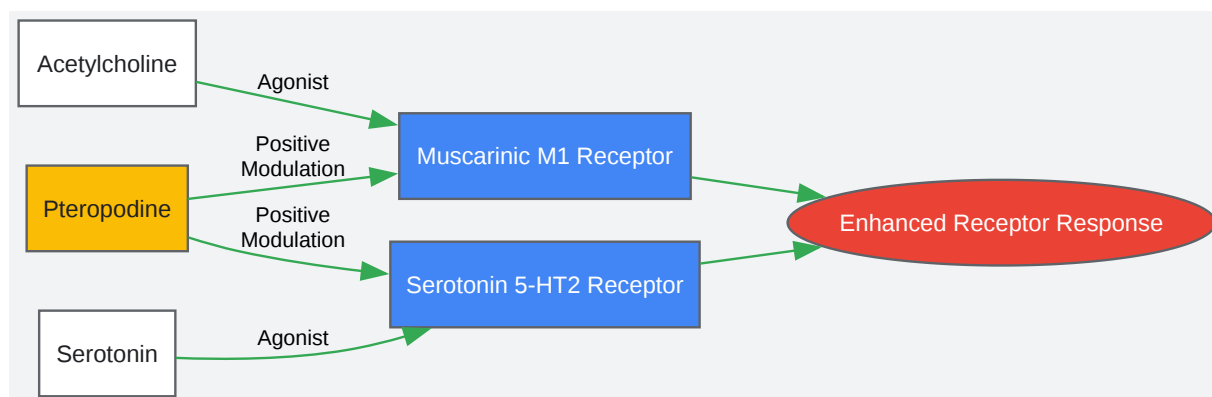 Acetylcholine
Agonist
Positive
Modulation
Muscarinic M1 Receptor
Pteropodine
Positive
Modulation
Enhanced Receptor Response
Serotonin 5-HT2 Receptor
Agonist
Serotonin